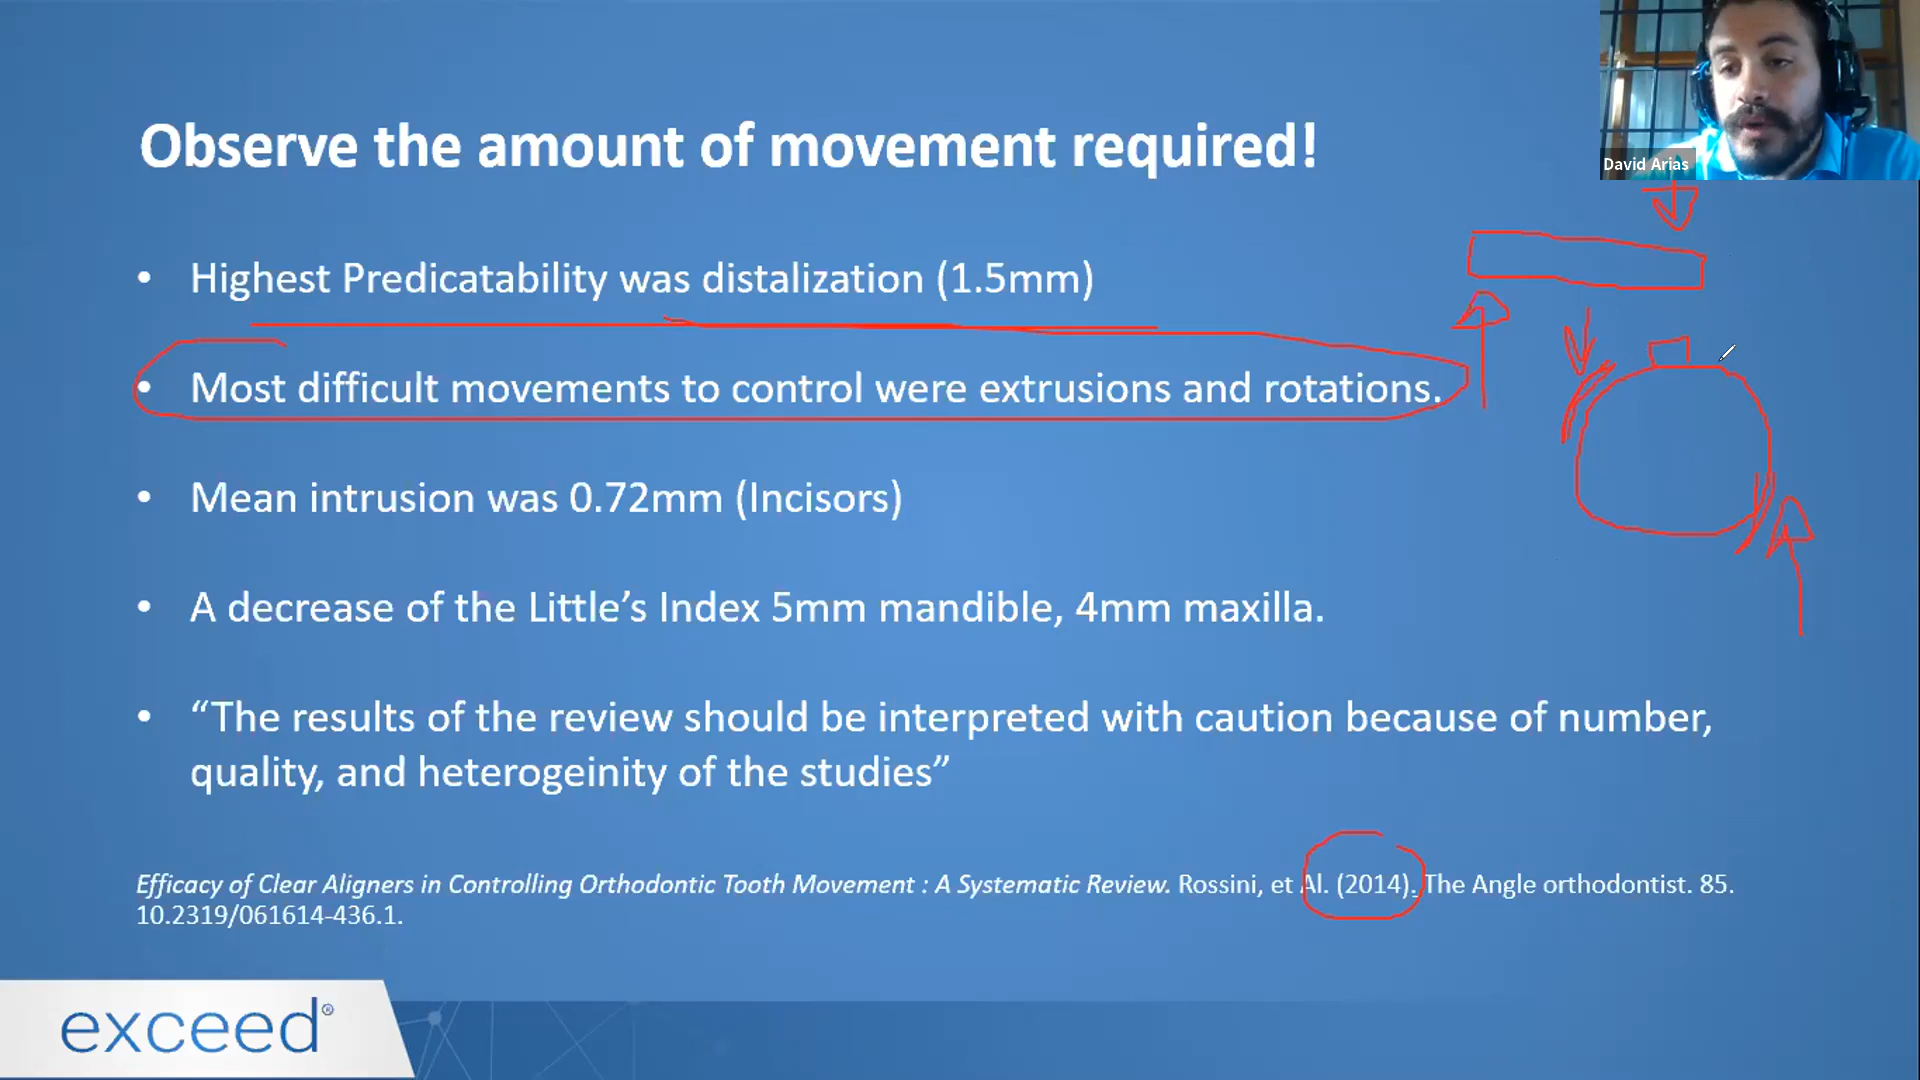 David Arias
Observe the amount of movement required!
• Highest Predicatability was distalization (1.5mm)
• Most difficult movements to control were extrusions and rotations.
• Mean intrusion was 0.72mm (Incisors)
• A decrease of the Little’s Index 5mm mandible, 4mm maxilla.
• “The results of the review should be interpreted with caution because of number,
quality, and heterogeinity of the studies”
Efficacy of Clear Aligners in Controlling Orthodontic Tooth Movement : A Systematic Review. Rossini, et Al. (2014). The Angle orthodontist. 85.
10.2319/061614-436.1.
exceed®